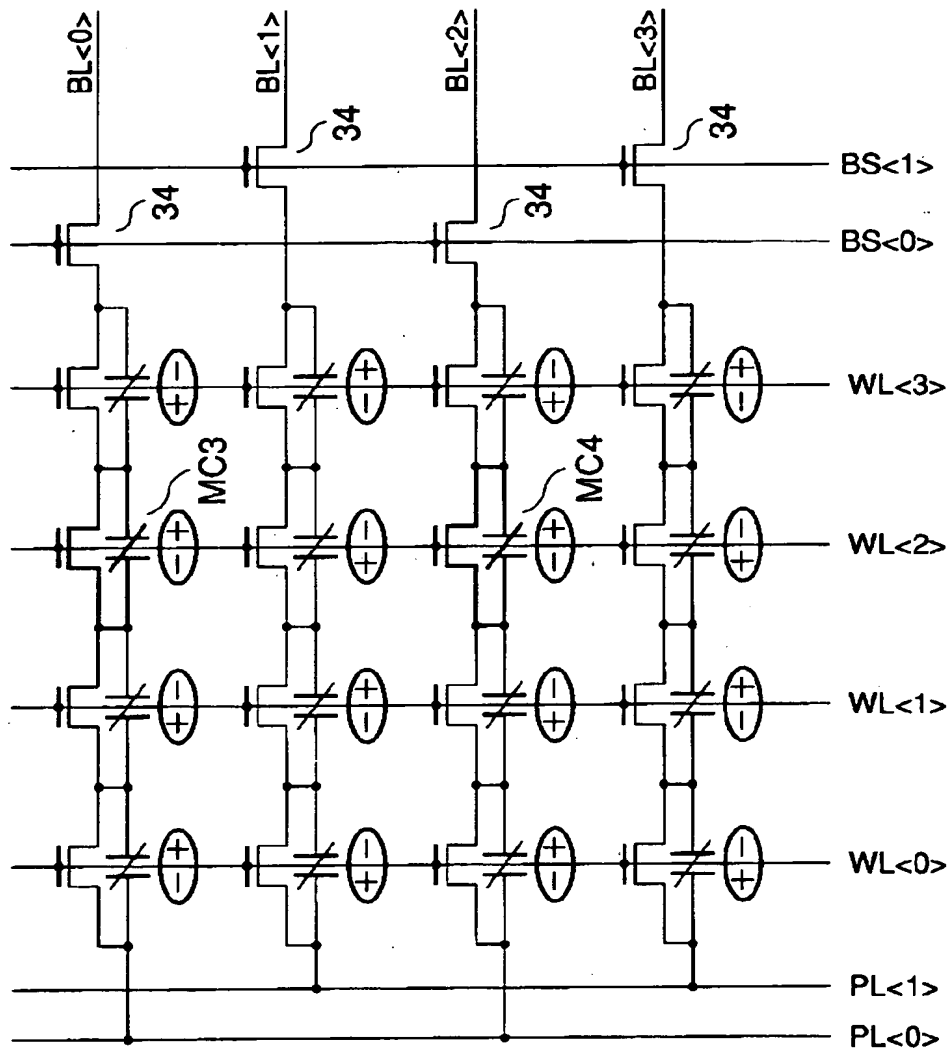 BL<0>
BL<1>
BL<2>
BL<3>
34
34
BS<1>
34
34
BS<0>
+ −
− +
+ −
− +
WL<3>
MC3
MC4
− +
+ −
− +
+ −
WL<2>
+ −
− +
+ −
− +
WL<1>
− +
+ −
− +
+ −
WL<0>
PL<1>
PL<0>